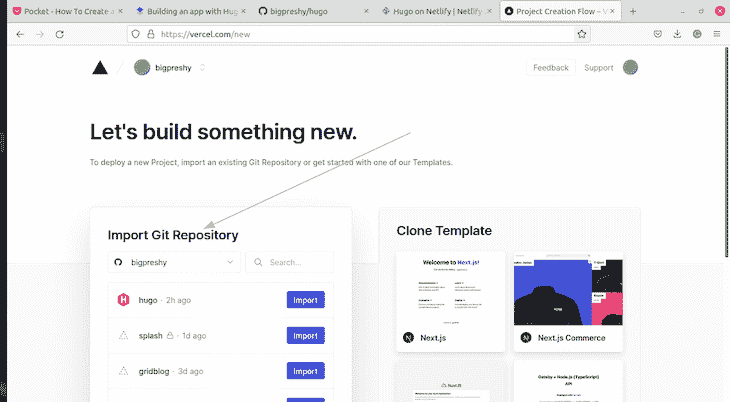 Pocket - How To Create a
Building an app with Hug
bigpreshy/hugo
Hugo on Netlify | Netlify
Project Creation Flow – V
https://vercel.com/new
bigpreshy
Feedback
Support
Let's build something new.
To deploy a new Project, import an existing Git Repository or get started with one of our Templates.
Import Git Repository
bigpreshy
Search...
hugo · 2h ago
Import
splash · 1d ago
Import
gridblog · 3d ago
Import
Clone Template
Welcome to Next.js!
Next.js
Next.js Commerce
Gatsby + Node.js (TypeScript)
API